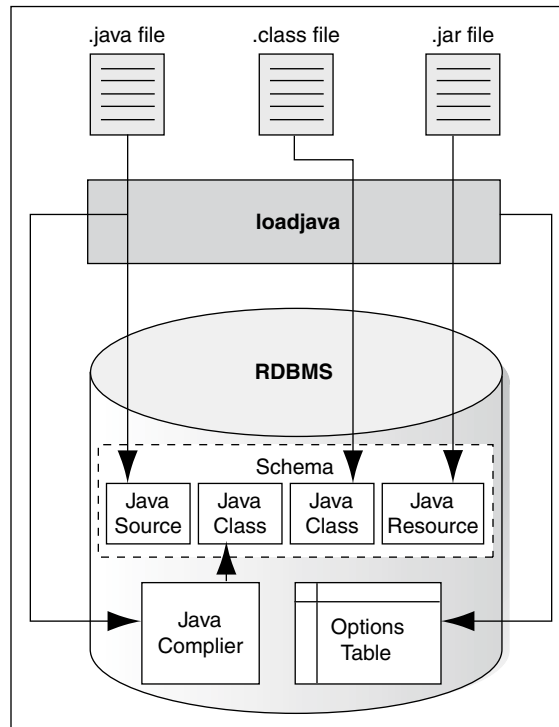 .java file
.class file
.jar file
loadjava
RDBMS
Schema
Java
Source
Java
Class
Java
Class
Java
Resource
Java
Complier
Options
Table